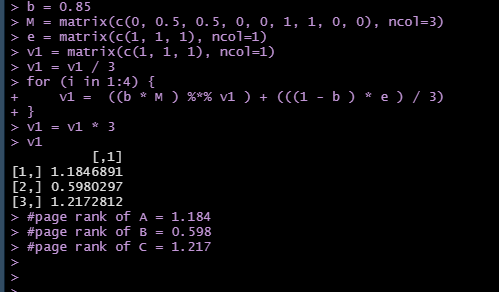 > b = 0.85
> M = matrix(c(0, 0.5, 0.5, 0, 0, 1, 1, 0, 0), ncol=3)
> e = matrix(c(1, 1, 1), ncol=1)
> v1 = matrix(c(1, 1, 1), ncol=1)
> v1 = v1 / 3
> for (i in 1:4) {
+     v1 =  ((b * M ) %*% v1 ) + (((1 - b ) * e ) / 3)
+ }
> v1 = v1 * 3
> v1
          [,1]
[1,] 1.1846891
[2,] 0.5980297
[3,] 1.2172812
> #page rank of A = 1.184
> #page rank of B = 0.598
> #page rank of C = 1.217
>
>
>